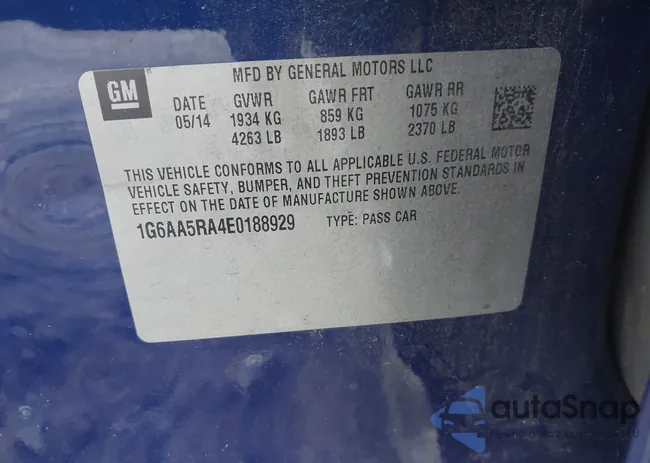 GM
MFD BY GENERAL MOTORS LLC
DATE GVWR GAWR FRT GAWR RR
05/14 1934 KG 859 KG 1075 KG
4263 LB 1893 LB 2370 LB
THIS VEHICLE CONFORMS TO ALL APPLICABLE U.S. FEDERAL MOTOR
VEHICLE SAFETY, BUMPER, AND THEFT PREVENTION STANDARDS IN
EFFECT ON THE DATE OF MANUFACTURE SHOWN ABOVE.
1G6AA5RA4E0188929 TYPE: PASS CAR
autoSnap